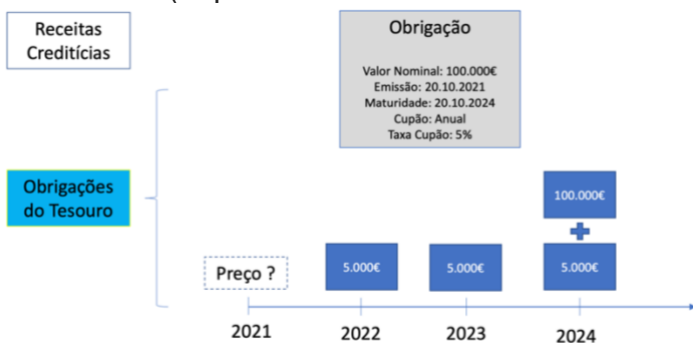 Receitas
Creditícias
Obrigação
Valor Nominal: 100.000€
Emissão: 20.10.2021
Maturidade: 20.10.2024
Cupão: Anual
Taxa Cupão: 5%
Obrigações
do Tesouro
100.000€
Preço ?
5.000€
5.000€
5.000€
2021
2022
2023
2024